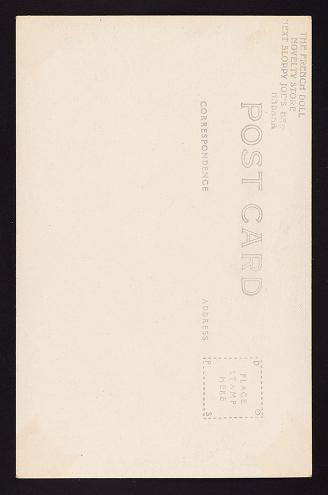 THE FRENCH DOLL
NOVELTY STORE
NEXT SLOPPY JOE'S BAR
HABANA
POST CARD
CORRESPONDENCE
ADDRESS
PLACE
STAMP
HERE
D O
P S